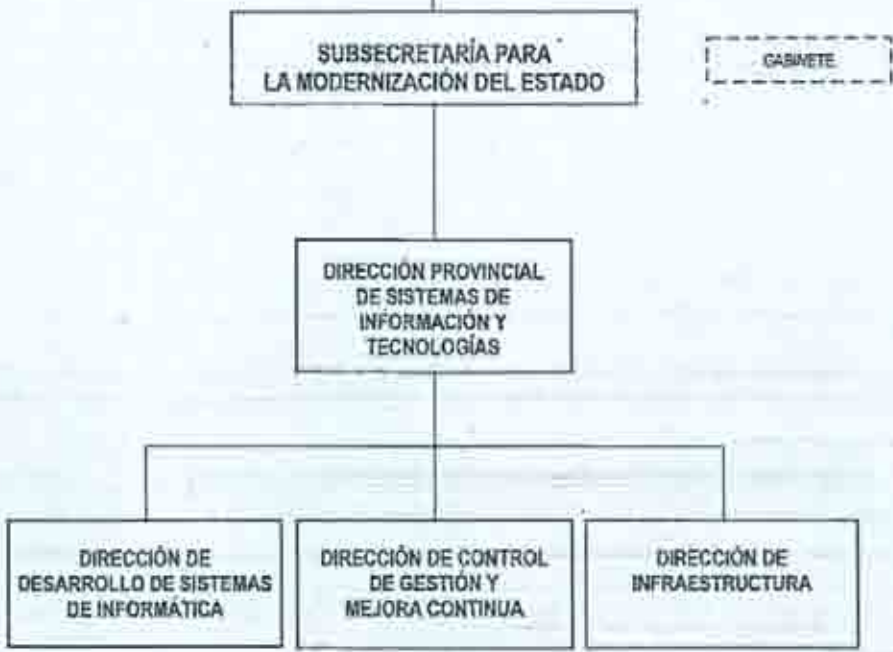 SUBSECRETARÍA PARA
LA MODERNIZACIÓN DEL ESTADO
GABINETE
DIRECCIÓN PROVINCIAL
DE SISTEMAS DE
INFORMACIÓN Y
TECNOLOGÍAS
DIRECCIÓN DE
DESARROLLO DE SISTEMAS
DE INFORMÁTICA
DIRECCIÓN DE CONTROL
DE GESTIÓN Y
MEJORA CONTINUA
DIRECCIÓN DE
INFRAESTRUCTURA